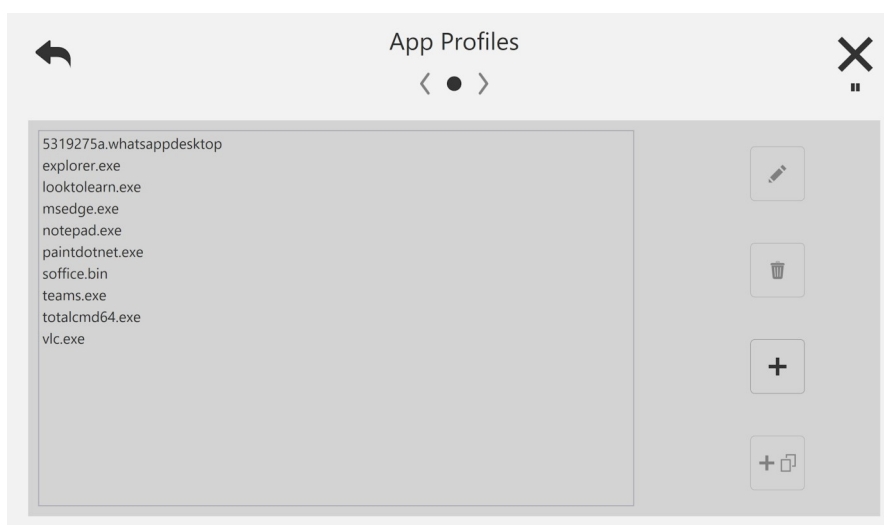 App Profiles
5319275a.whatsappdesktop
explorer.exe
looktolearn.exe
msedge.exe
notepad.exe
paintdotnet.exe
soffice.bin
teams.exe
totalcmd64.exe
vlc.exe